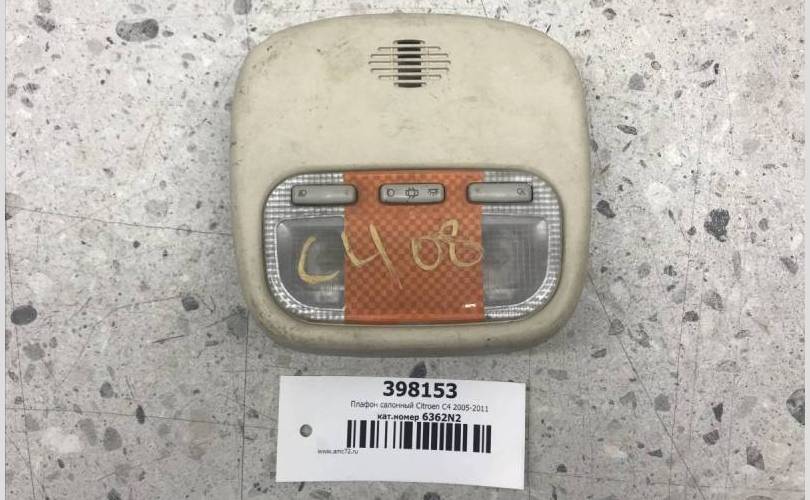 C4 08
398153
Плафон салонный Citroen C4 2005-2011
кат.номер 6362N2
www.amc72.ru